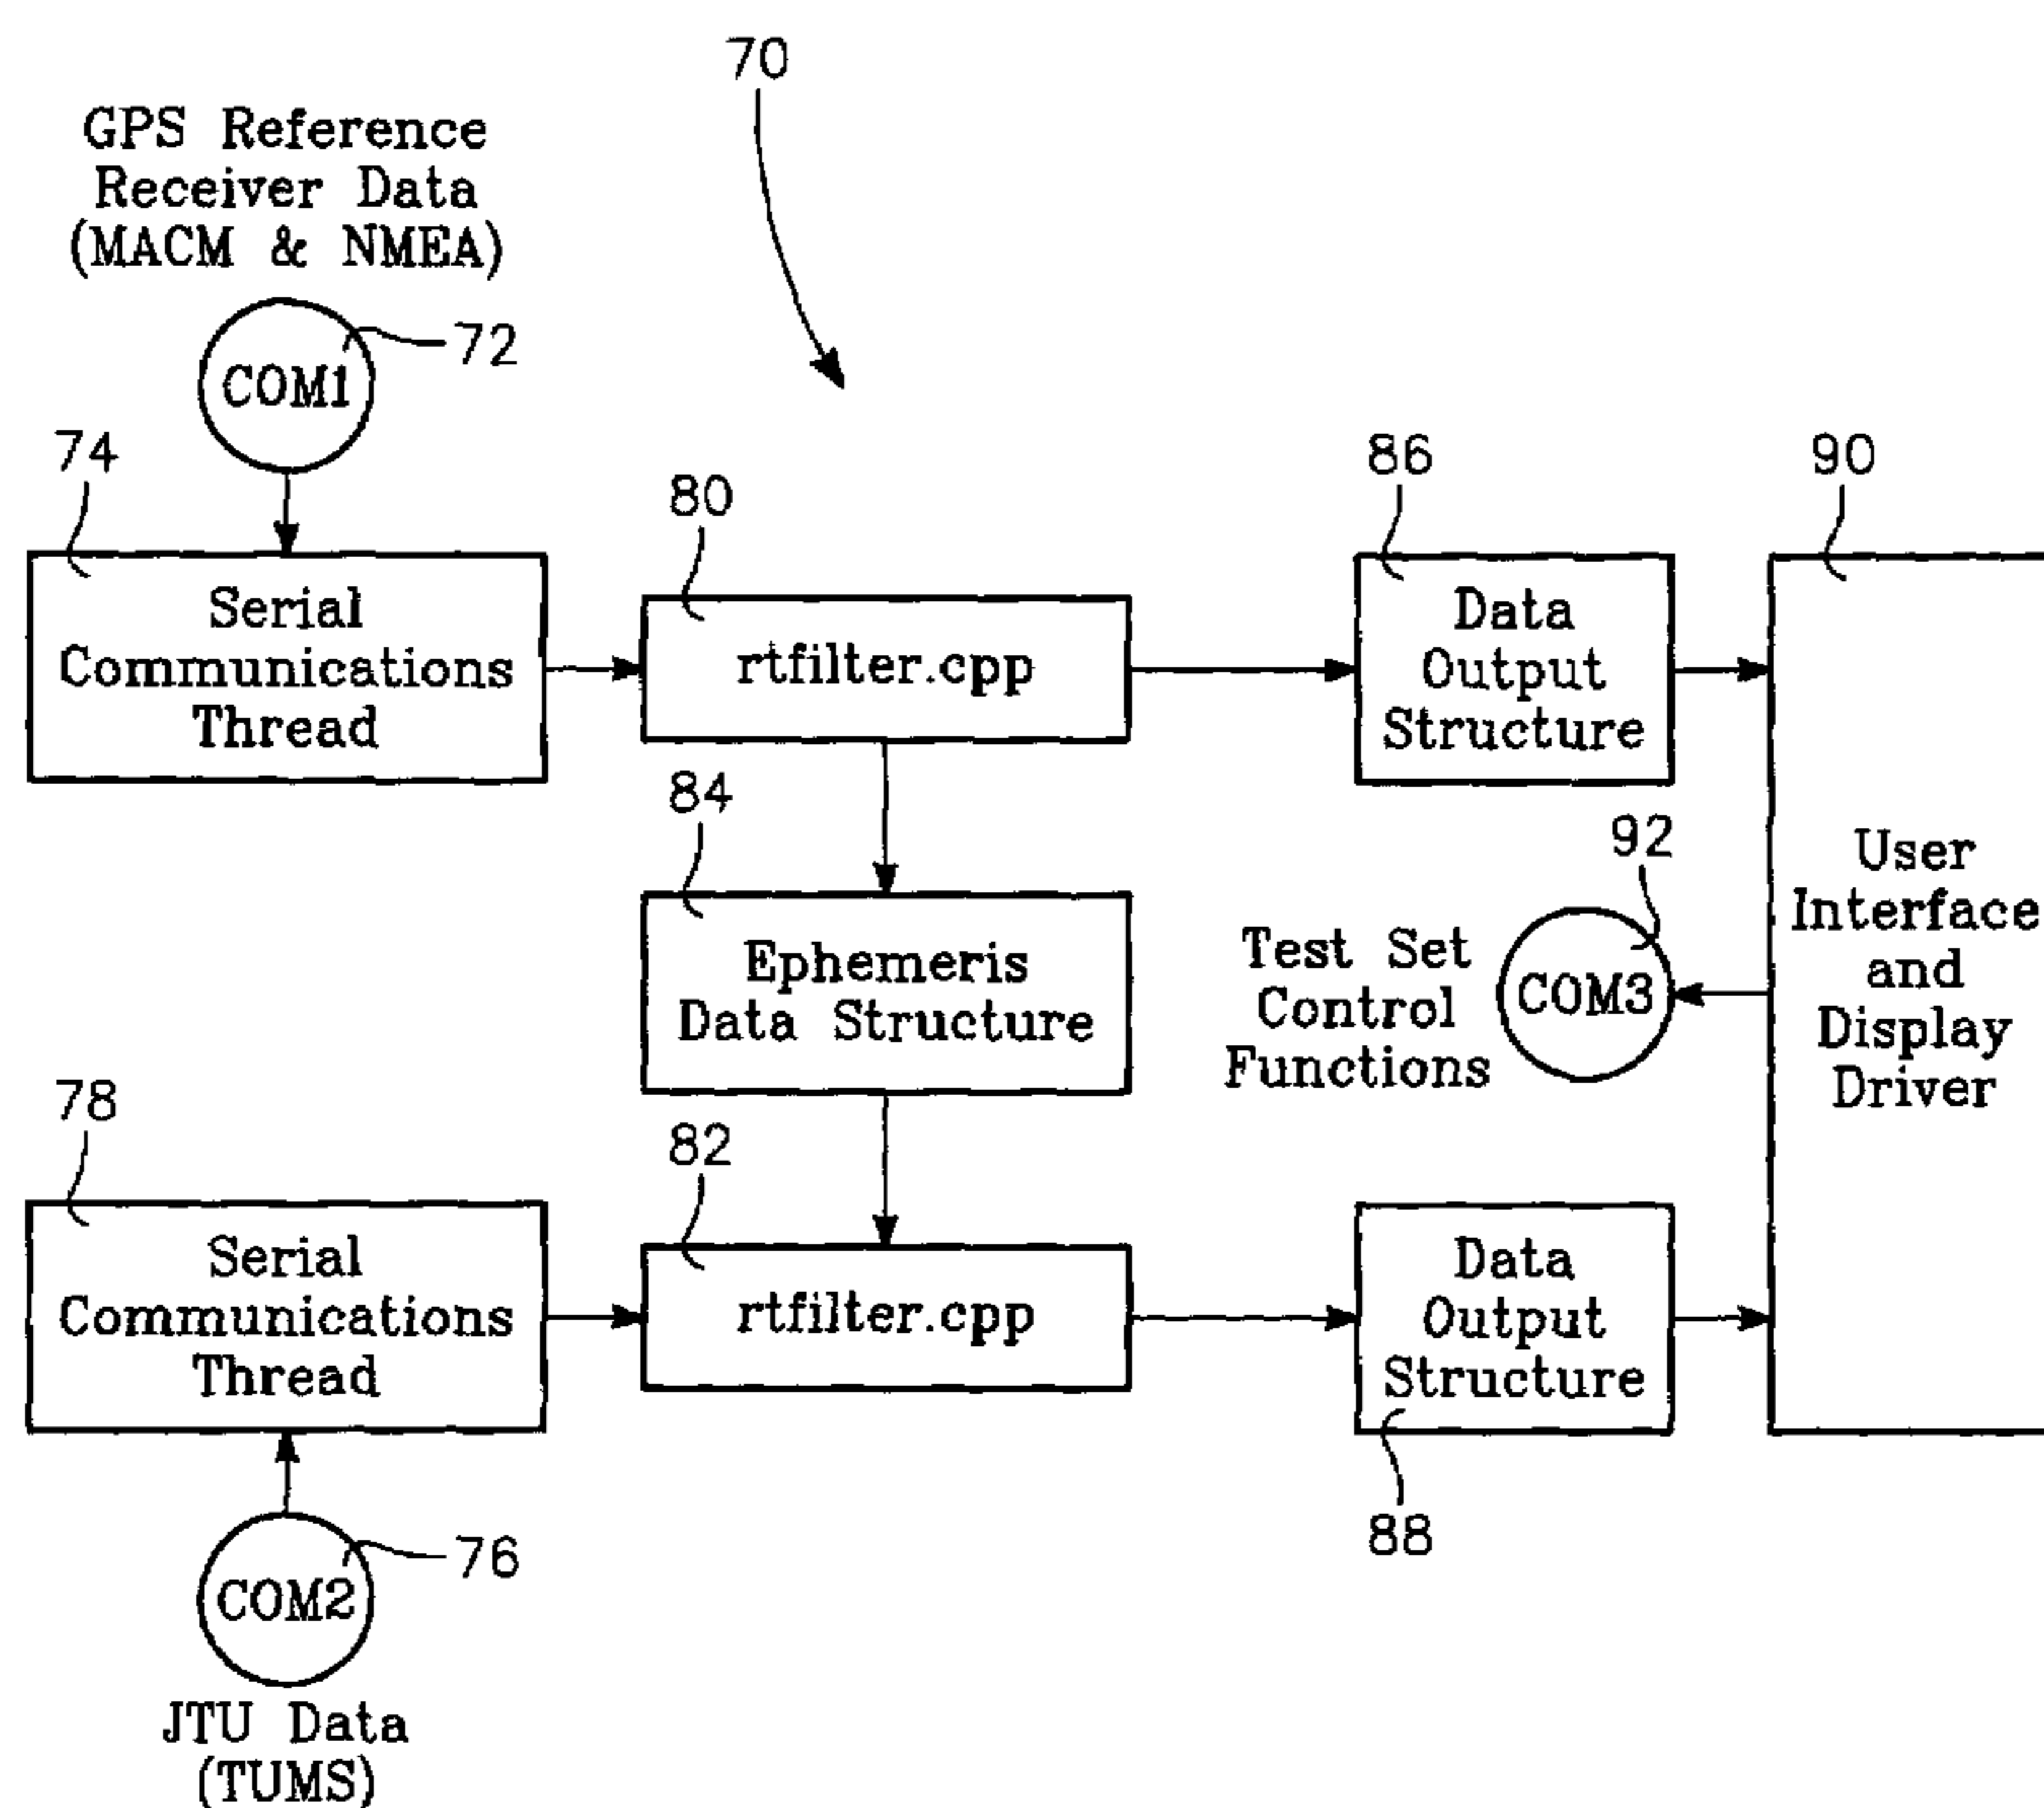 70
GPS Reference
Receiver Data
(MACM & NMEA)
COM1
72
74
Serial
Communications
Thread
80
rtfilter.cpp
86
Data
Output
Structure
90
User
Interface
and
Display
Driver
84
Ephemeris
Data Structure
92
Test Set
Control
Functions
COM3
78
Serial
Communications
Thread
82
rtfilter.cpp
Data
Output
Structure
88
COM2
76
JTU Data
(TUMS)